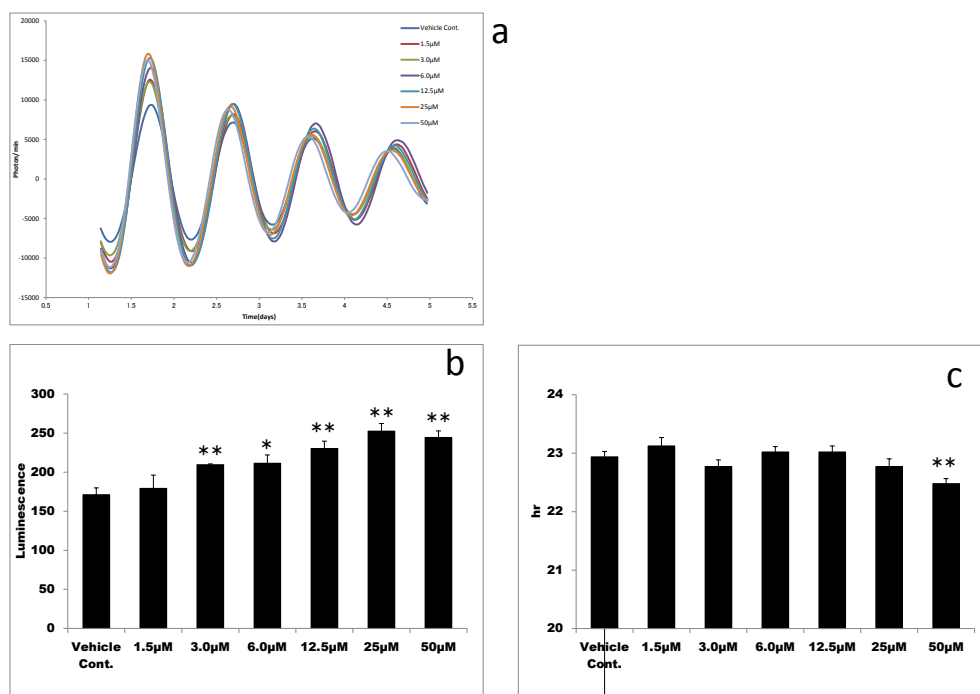 a
20000
15000
10000
5000
0
-5000
-10000
-15000
Photon/min
0.5 1 1.5 2 2.5 3 3.5 4 4.5 5 5.5
Time(days)
Vehicle Cont.
1.5μM
3.0μM
6.0μM
12.5μM
25μM
50μM
b
300
250
200
150
100
50
0
Luminescence
** * ** ** **
Vehicle Cont. 1.5μM 3.0μM 6.0μM 12.5μM 25μM 50μM
c
24
23
22
21
20
hr
**
Vehicle Cont. 1.5μM 3.0μM 6.0μM 12.5μM 25μM 50μM